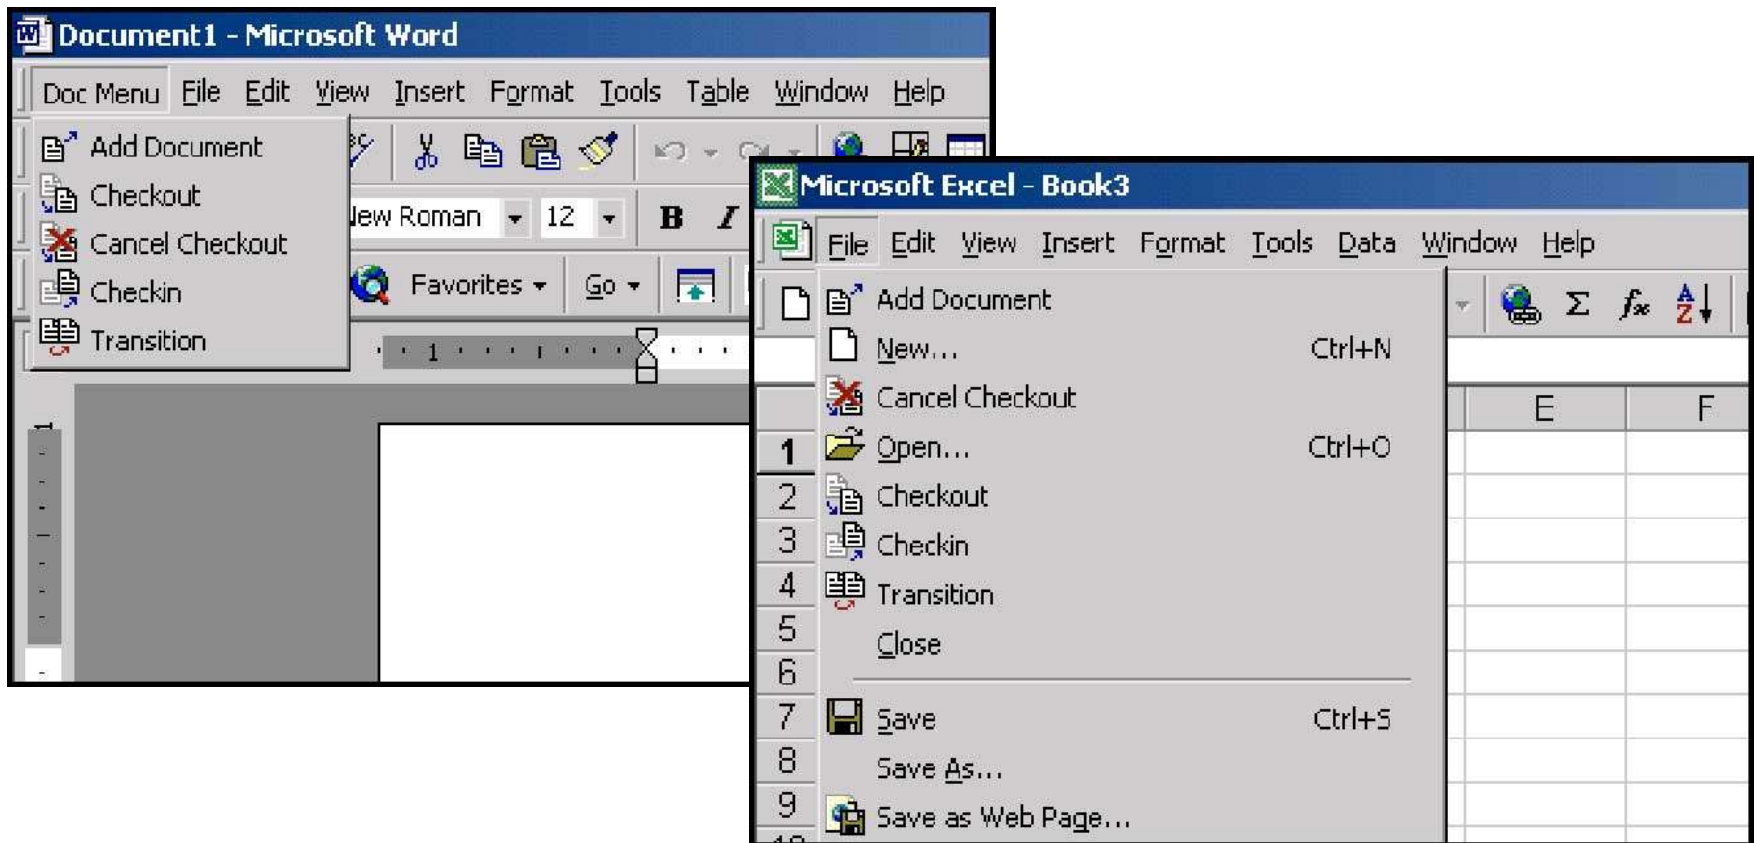 Document1 - Microsoft Word
Doc Menu File Edit View Insert Format Tools Table Window Help
Add Document
Checkout
New Roman 12 B I
Cancel Checkout
Checkin
Favorites Go
Transition
1
1
Microsoft Excel - Book3
File Edit View Insert Format Tools Data Window Help
Add Document
New... Ctrl+N
Cancel Checkout
E F
1
Open... Ctrl+O
2
Checkout
3
Checkin
4
Transition
5
Close
6
7
Save Ctrl+S
8
Save As...
9
Save as Web Page...